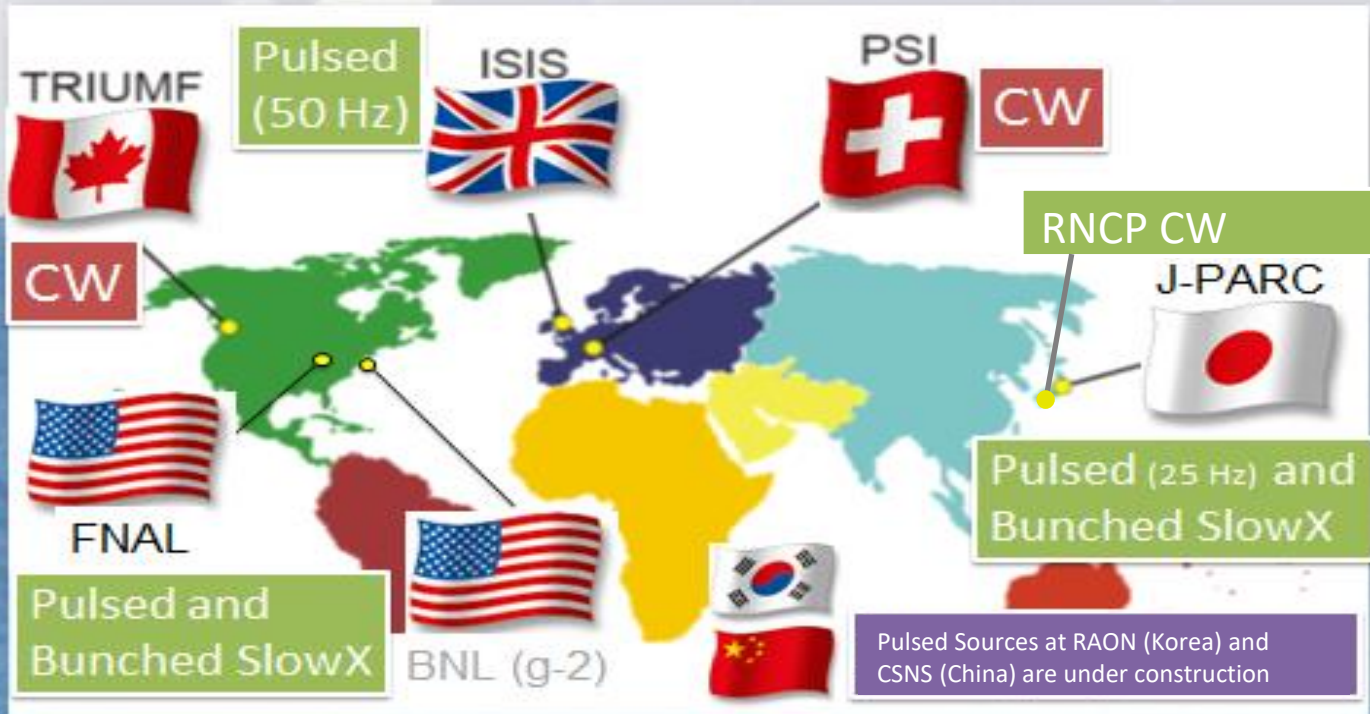 TRIUMF
Pulsed
(50 Hz)
ISIS
PSI
CW
CW
RNCP CW
J-PARC
FNAL
Pulsed and
Bunched SlowX
BNL (g-2)
Pulsed (25 Hz) and
Bunched SlowX
Pulsed Sources at RAON (Korea) and
CSNS (China) are under construction